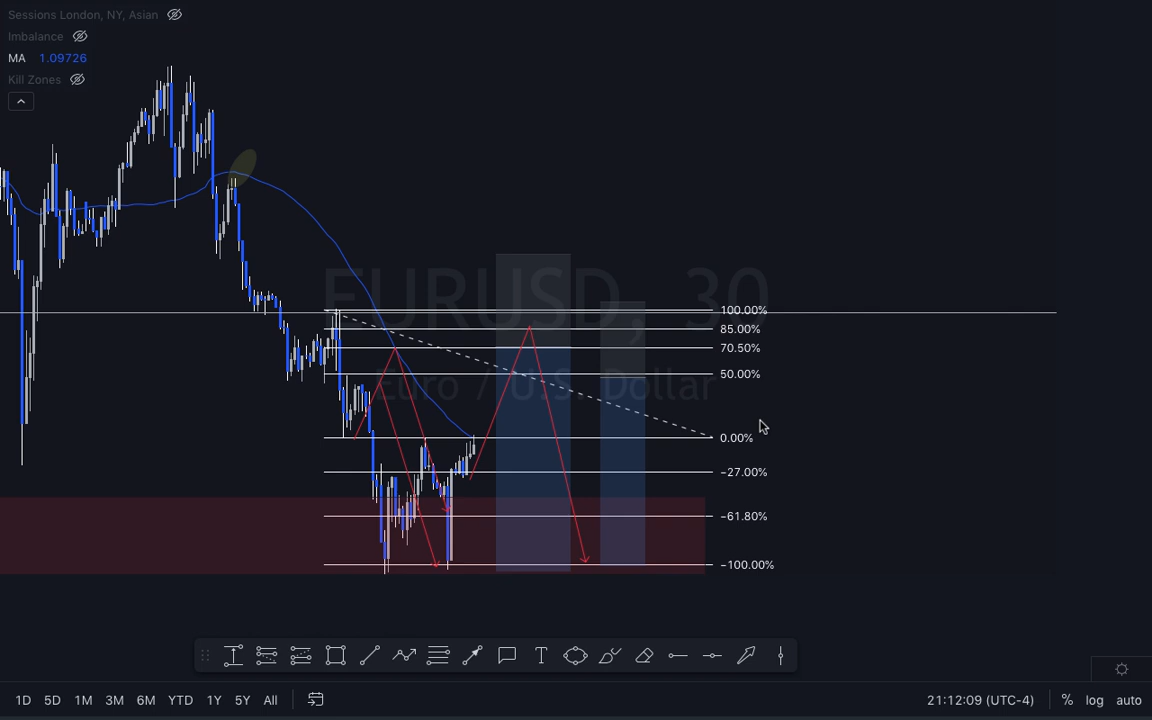 Sessions London, NY, Asian
Imbalance
MA 1.09726
Kill Zones
EURUSD, 30
Euro / U.S. Dollar
100.00%
85.00%
70.50%
50.00%
0.00%
−27.00%
−61.80%
−100.00%
1D 5D 1M 3M 6M YTD 1Y 5Y All 21:12:09 (UTC-4) % log auto